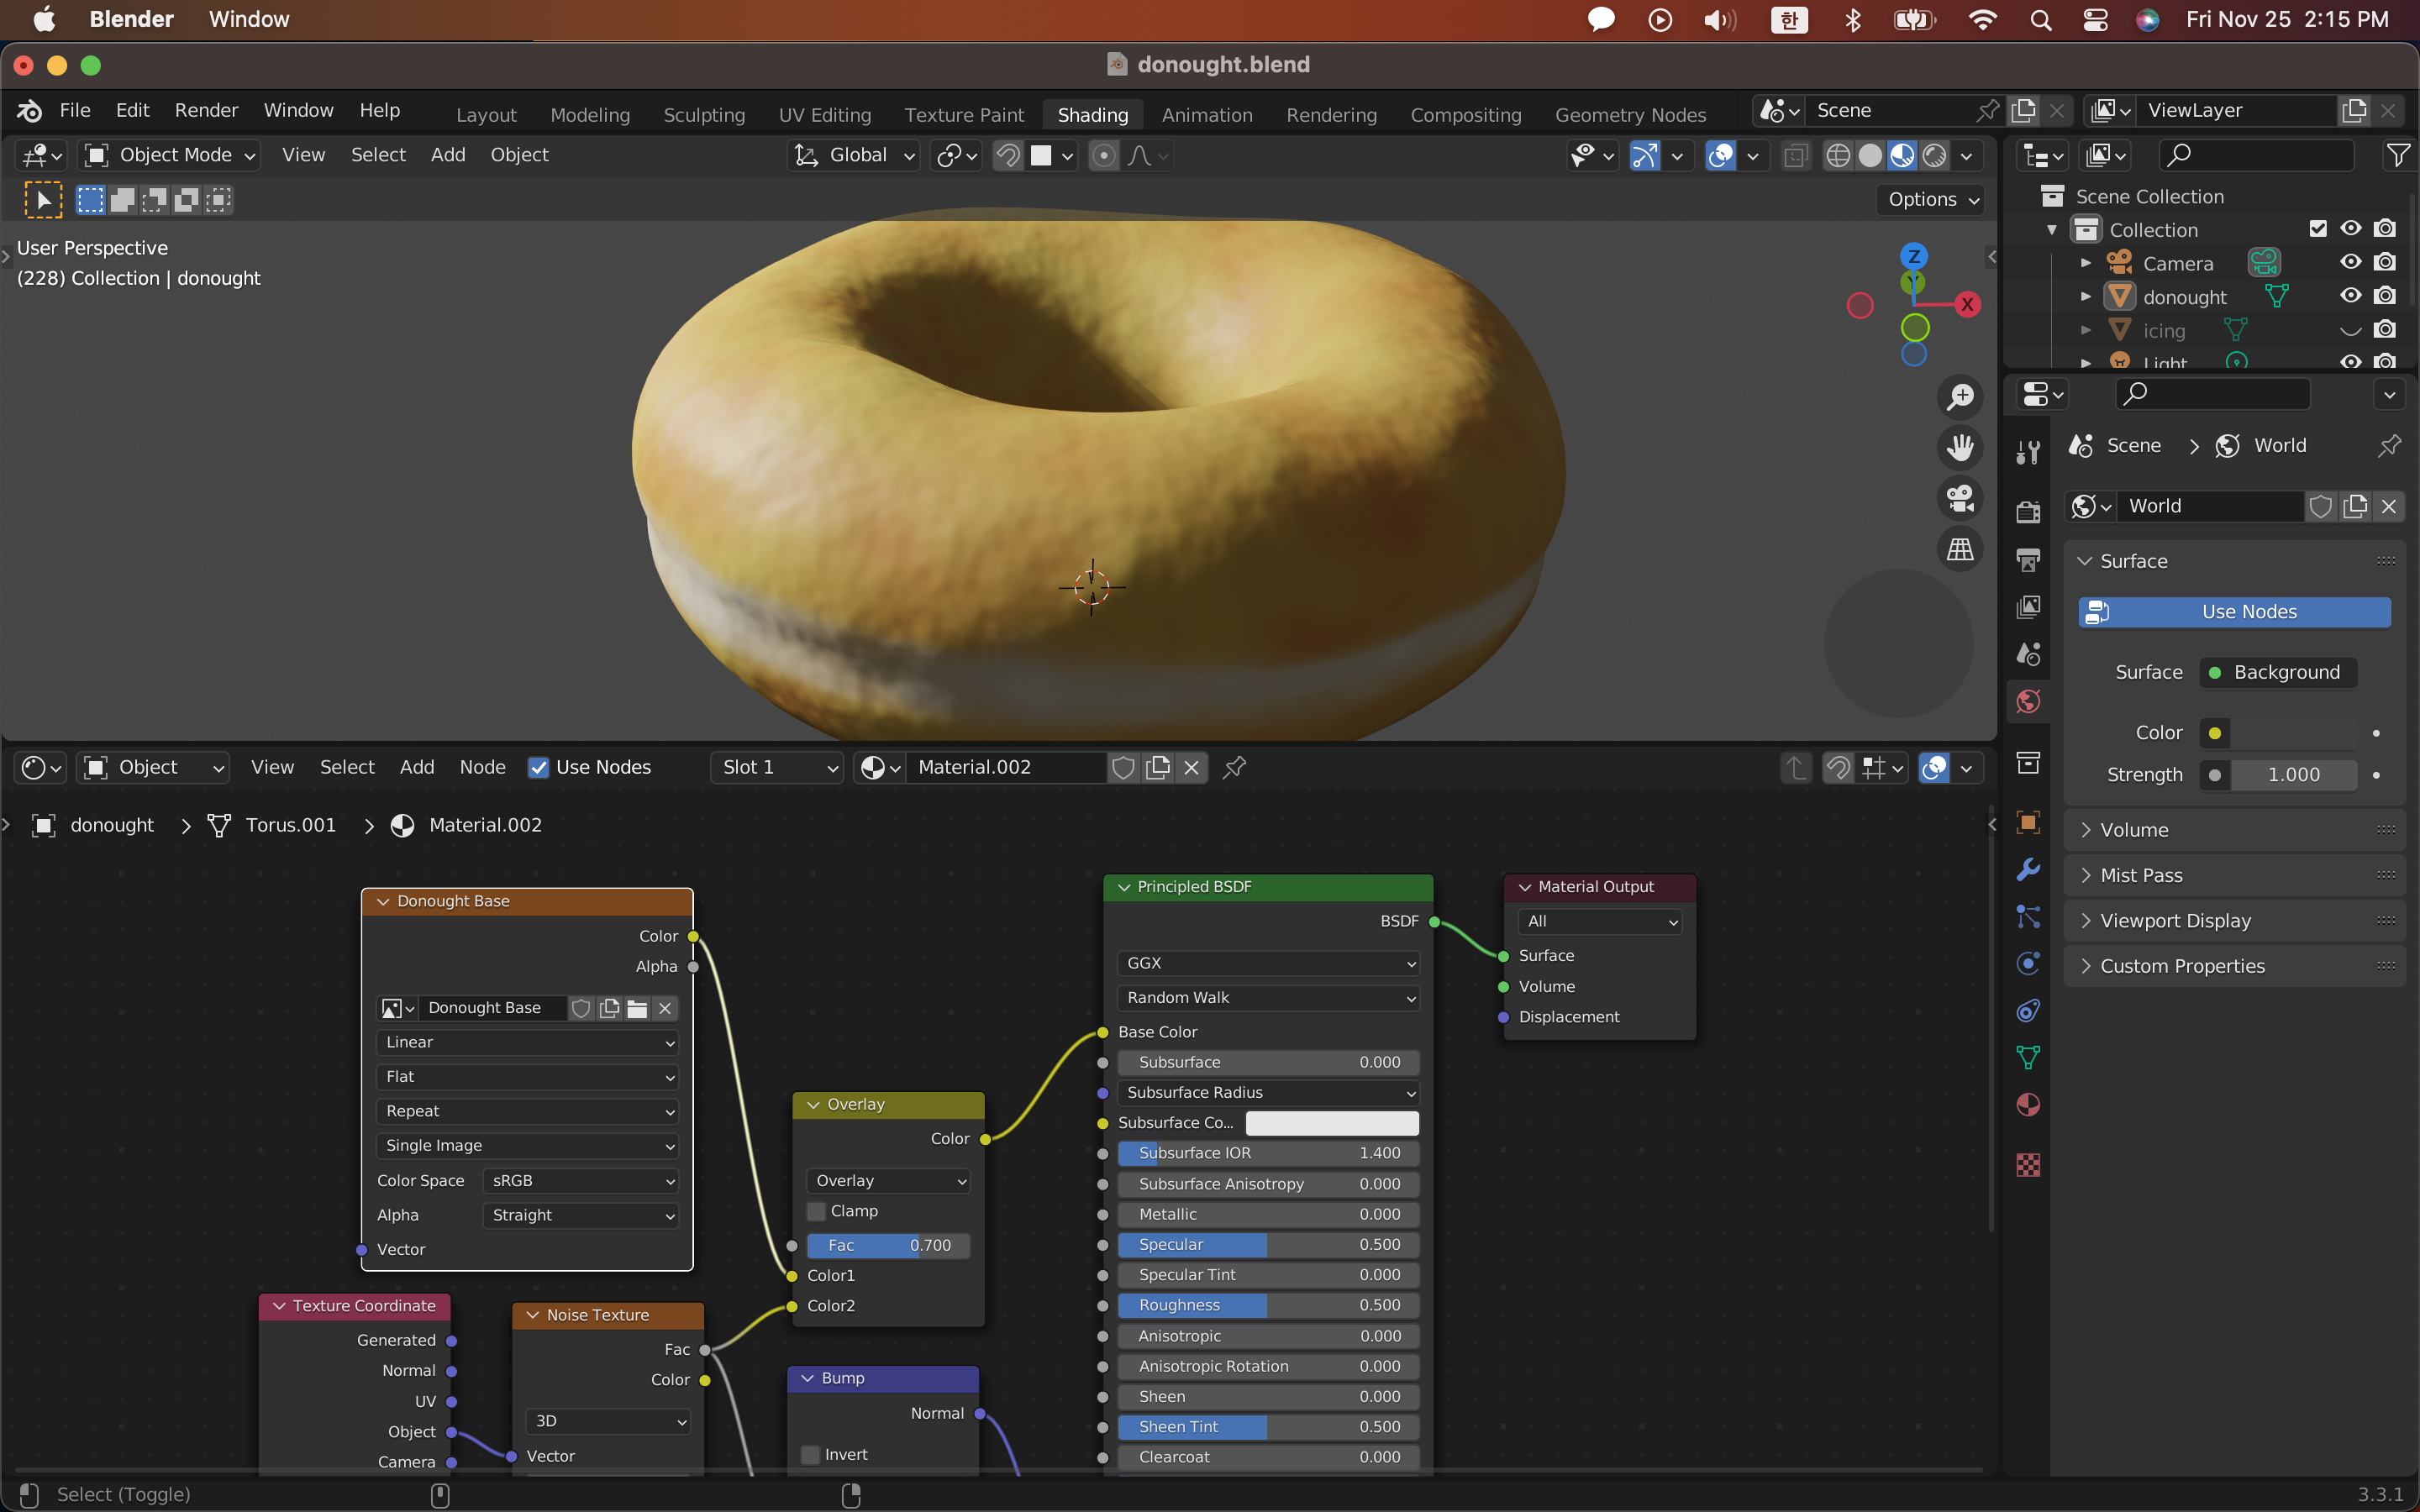 Blender Window 한 Fri Nov 25 2:15 PM
donought.blend
File Edit Render Window Help Layout Modeling Sculpting UV Editing Texture Paint Shading Animation Rendering Compositing Geometry Nodes Scene ViewLayer
Object Mode View Select Add Object Global
Options
User Perspective
(228) Collection | donought
Z
Y
X
Scene Collection
Collection
Camera
donought
icing
Light
Scene > World
World
Surface
Use Nodes
Surface Background
Color
Strength 1.000
Volume
Mist Pass
Viewport Display
Custom Properties
Object View Select Add Node Use Nodes Slot 1 Material.002
donought > Torus.001 > Material.002
Donought Base
Color
Alpha
Donought Base
Linear
Flat
Repeat
Single Image
Color Space sRGB
Alpha Straight
Vector
Texture Coordinate
Generated
Normal
UV
Object
Camera
Noise Texture
Fac
Color
3D
Vector
Overlay
Color
Overlay
Clamp
Fac 0.700
Color1
Color2
Bump
Normal
Invert
Principled BSDF
BSDF
GGX
Random Walk
Base Color
Subsurface 0.000
Subsurface Radius
Subsurface Co...
Subsurface IOR 1.400
Subsurface Anisotropy 0.000
Metallic 0.000
Specular 0.500
Specular Tint 0.000
Roughness 0.500
Anisotropic 0.000
Anisotropic Rotation 0.000
Sheen 0.000
Sheen Tint 0.500
Clearcoat 0.000
Material Output
All
Surface
Volume
Displacement
Select (Toggle)
3.3.1